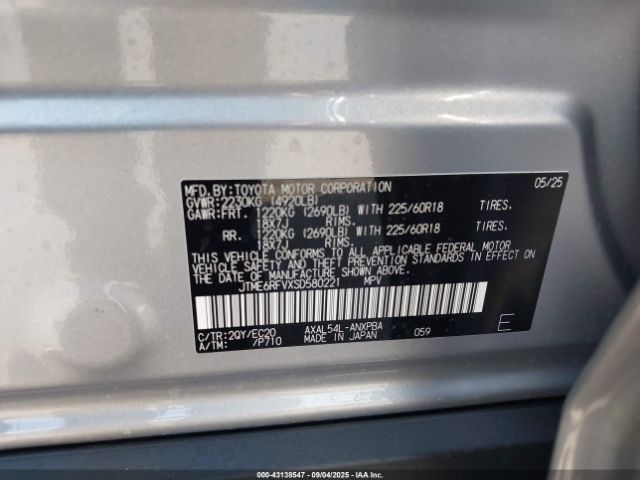 MFD.BY:TOYOTA MOTOR CORPORATION 05/25
GVWR:2230KG (4920LB)
GAWR:FRT. 1220KG (2690LB) WITH 225/60R18 TIRES.
18X7J RIMS.
RR. 1220KG (2690LB) WITH 225/60R18 TIRES.
18X7J RIMS.
THIS VEHICLE CONFORMS TO ALL APPLICABLE FEDERAL MOTOR
VEHICLE SAFETY AND THEFT PREVENTION STANDARDS IN EFFECT ON
THE DATE OF MANUFACTURE SHOWN ABOVE.
JTME6RFVXSD580221 MPV
C/TR:2QY/EC20 AXAL54L-ANXPBA 059 E
A/TM: /P710 MADE IN JAPAN
000-43138547 - 09/04/2025 - IAA Inc.